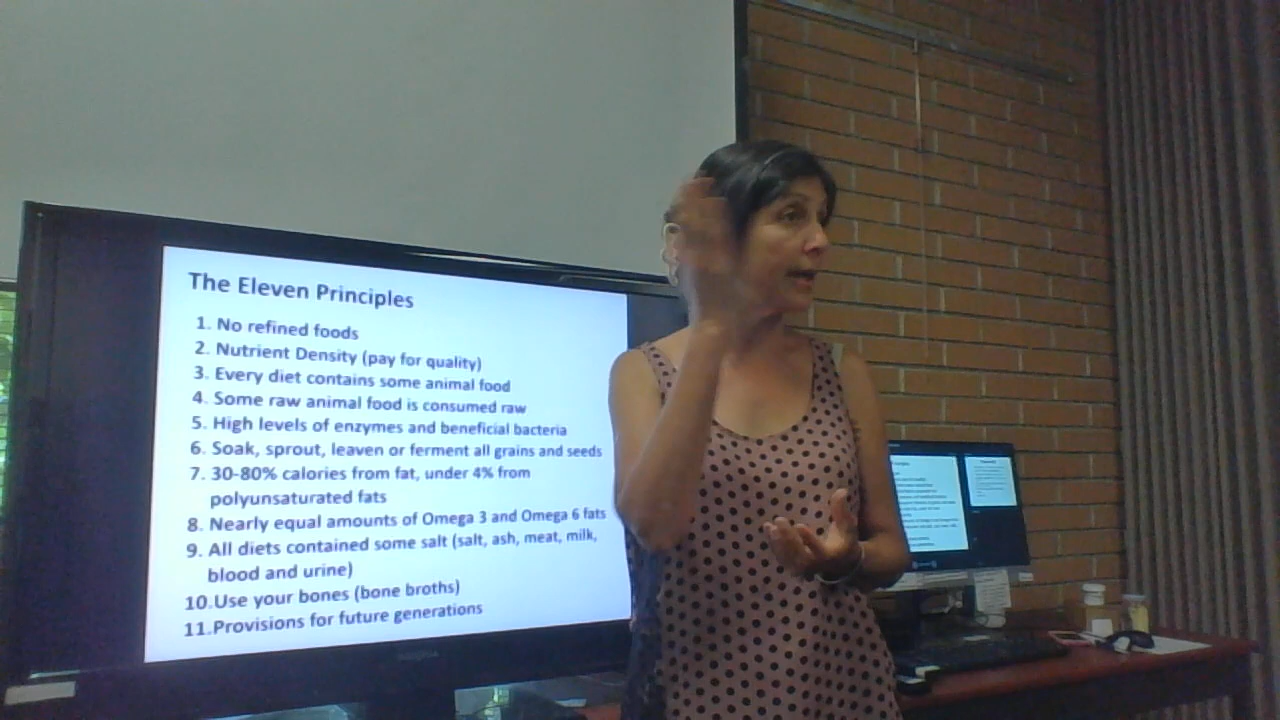 The Eleven Principles
1. No refined foods
2. Nutrient Density (pay for quality)
3. Every diet contains some animal food
4. Some raw animal food is consumed raw
5. High levels of enzymes and beneficial bacteria
6. Soak, sprout, leaven or ferment all grains and seeds
7. 30-80% calories from fat, under 4% from
polyunsaturated fats
8. Nearly equal amounts of Omega 3 and Omega 6 fats
9. All diets contained some salt (salt, ash, meat, milk,
blood and urine)
10.Use your bones (bone broths)
11.Provisions for future generations